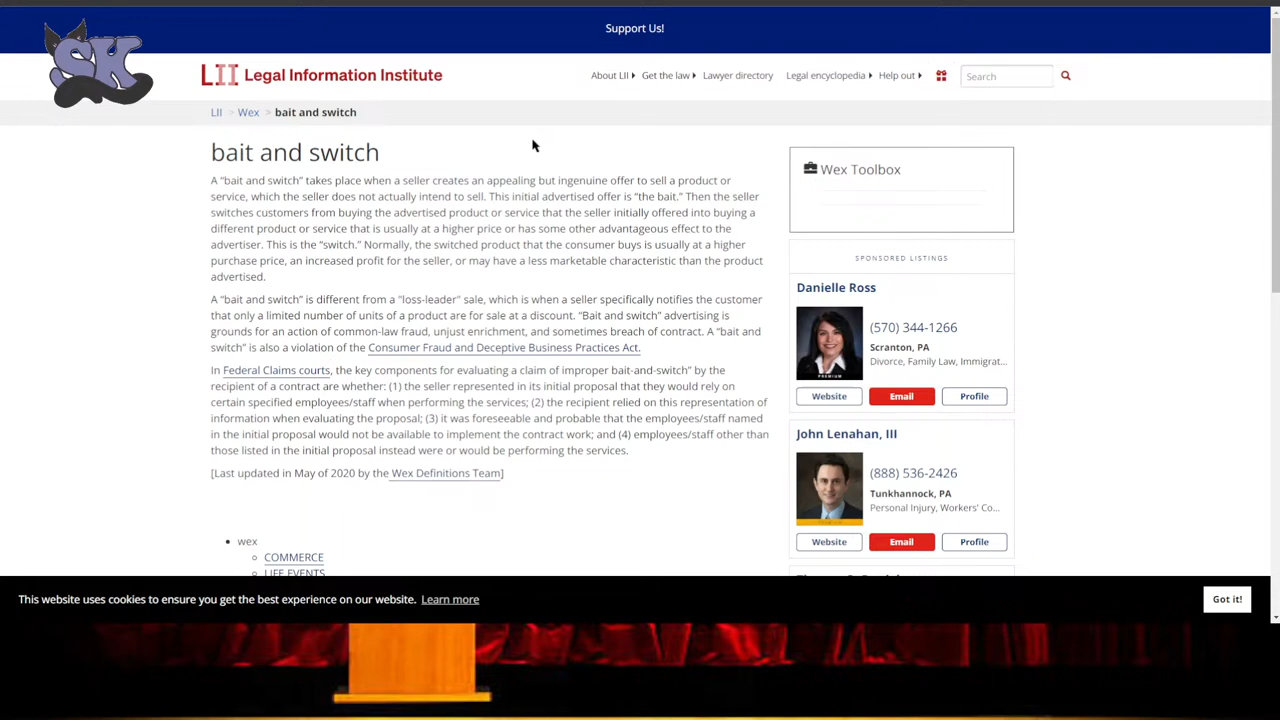 Support Us!
SK
LII Legal Information Institute
About LII Get the law Lawyer directory Legal encyclopedia Help out Search
LII > Wex > bait and switch
bait and switch
A “bait and switch” takes place when a seller creates an appealing but ingenuine offer to sell a product or
service, which the seller does not actually intend to sell. This initial advertised offer is “the bait.” Then the seller
switches customers from buying the advertised product or service that the seller initially offered into buying a
different product or service that is usually at a higher price or has some other advantageous effect to the
advertiser. This is the “switch.” Normally, the switched product that the consumer buys is usually at a higher
purchase price, an increased profit for the seller, or may have a less marketable characteristic than the product
advertised.
A “bait and switch” is different from a "loss-leader" sale, which is when a seller specifically notifies the customer
that only a limited number of units of a product are for sale at a discount. “Bait and switch” advertising is
grounds for an action of common-law fraud, unjust enrichment, and sometimes breach of contract. A “bait and
switch” is also a violation of the Consumer Fraud and Deceptive Business Practices Act.
In Federal Claims courts, the key components for evaluating a claim of improper bait-and-switch” by the
recipient of a contract are whether: (1) the seller represented in its initial proposal that they would rely on
certain specified employees/staff when performing the services; (2) the recipient relied on this representation of
information when evaluating the proposal; (3) it was foreseeable and probable that the employees/staff named
in the initial proposal would not be available to implement the contract work; and (4) employees/staff other than
those listed in the initial proposal instead were or would be performing the services.
[Last updated in May of 2020 by the Wex Definitions Team]
wex
COMMERCE
LIFE EVENTS
Wex Toolbox
SPONSORED LISTINGS
Danielle Ross
(570) 344-1266
Scranton, PA
Divorce, Family Law, Immigrat...
PREMIUM
Website Email Profile
John Lenahan, III
(888) 536-2426
Tunkhannock, PA
Personal Injury, Workers' Co...
Website Email Profile
This website uses cookies to ensure you get the best experience on our website. Learn more
Got it!